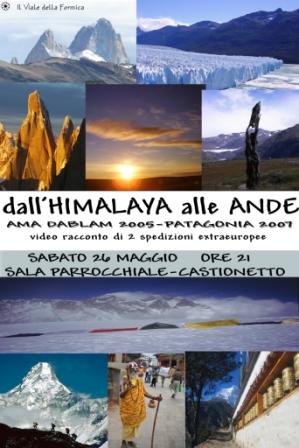 Il Viale della Formica
dall'HIMALAYA alle ANDE
AMA DABLAM 2005-PATAGONIA 2007
video racconto di 2 spedizioni extraeuropee
SABATO 26 MAGGIO ORE 21
SALA PARROCCHIALE-CASTIONETTO